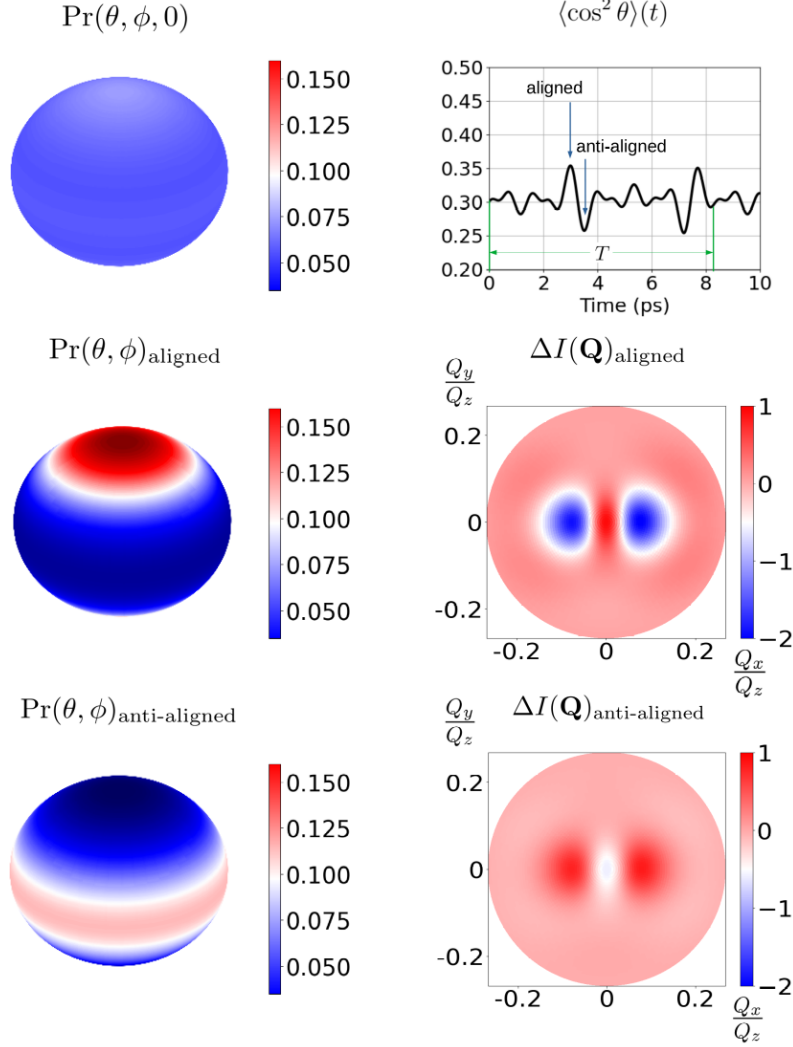 Pr(θ, ϕ, 0)
⟨cos² θ⟩(t)
0.150
0.125
0.100
0.075
0.050
0.50
0.45
0.40
0.35
0.30
0.25
0.20
aligned
anti-aligned
T
0 2 4 6 8 10
Time (ps)
Pr(θ, ϕ)aligned
ΔI(Q)aligned
0.150
0.125
0.100
0.075
0.050
Qy
Qz
0.2
0
-0.2
-0.2 0 0.2
Qx
Qz
1
0
−1
−2
Pr(θ, ϕ)anti-aligned
ΔI(Q)anti-aligned
0.150
0.125
0.100
0.075
0.050
Qy
Qz
0.2
0
-0.2
-0.2 0 0.2
Qx
Qz
1
0
−1
−2